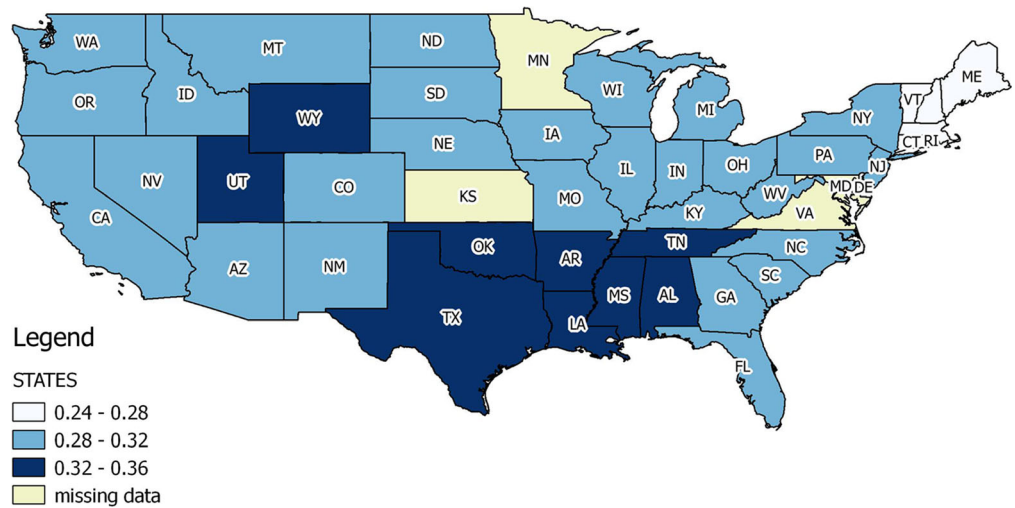 WA
MT
ND
MN
ME
VT
OR
ID
SD
WI
MI
NY
WY
CT
RI
IA
NE
PA
OH
NJ
IL
IN
NV
UT
CO
KS
MO
WV
MD
DE
KY
VA
CA
TN
NC
OK
AR
AZ
NM
SC
MS
AL
GA
TX
LA
FL
Legend
STATES
0.24 - 0.28
0.28 - 0.32
0.32 - 0.36
missing data